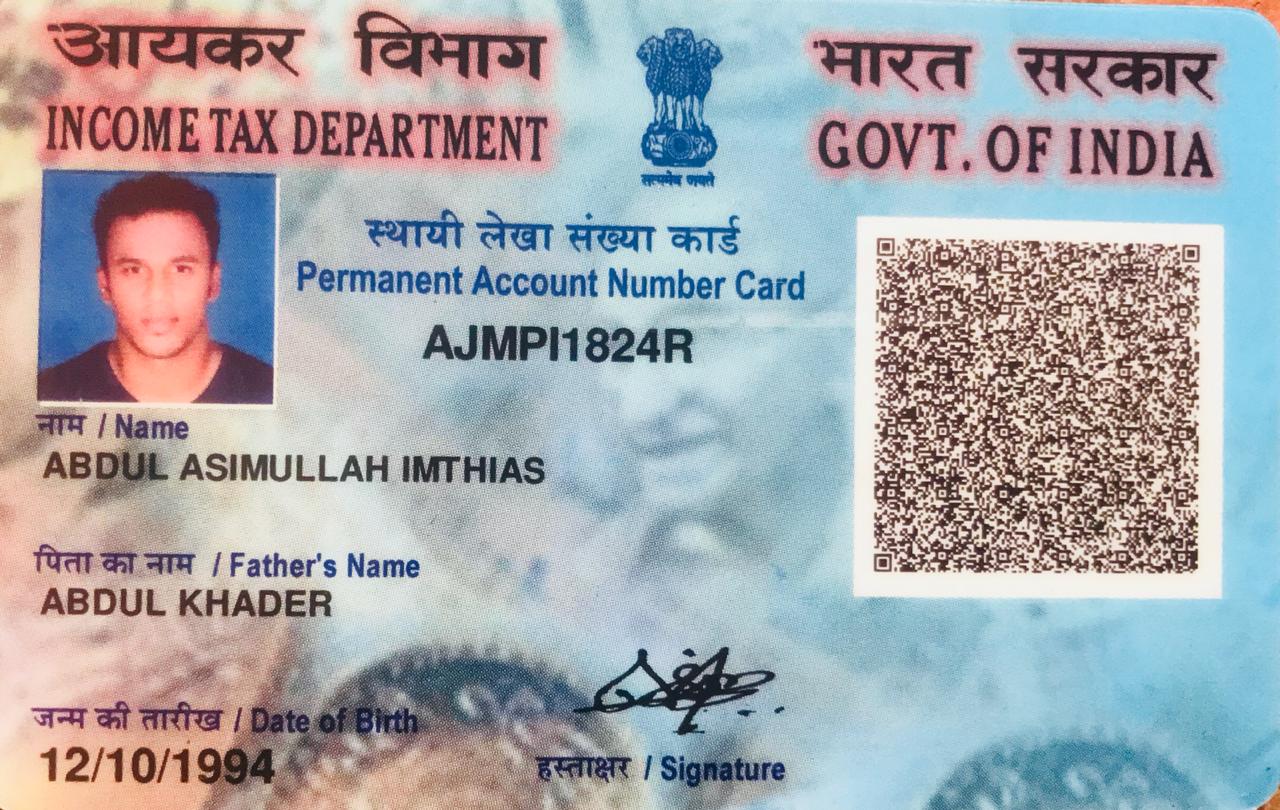 आयकर विभाग
INCOME TAX DEPARTMENT
सत्यमेव जयते
भारत सरकार
GOVT. OF INDIA
स्थायी लेखा संख्या कार्ड
Permanent Account Number Card
AJMPI1824R
नाम / Name
ABDUL ASIMULLAH IMTHIAS
पिता का नाम / Father's Name
ABDUL KHADER
जन्म की तारीख / Date of Birth
12/10/1994
हस्ताक्षर / Signature